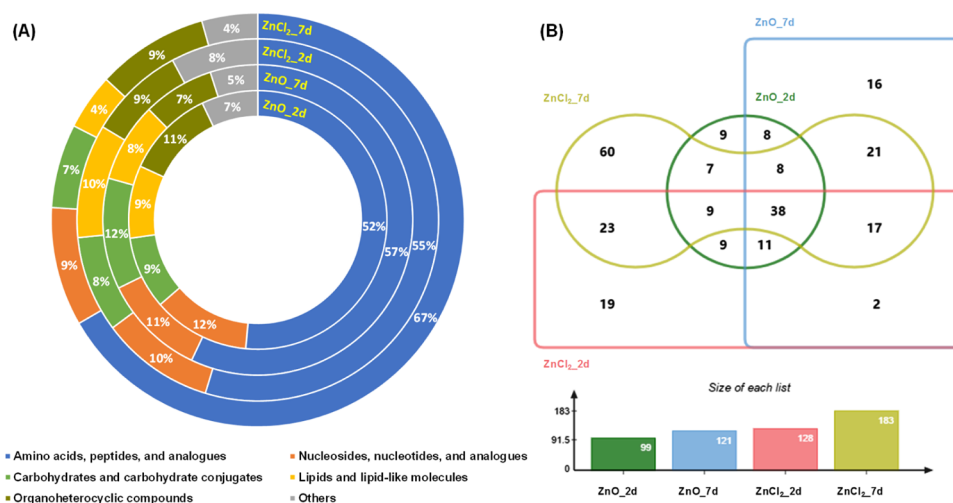 (A)
ZnCl2_7d
ZnCl2_2d
ZnO_7d
ZnO_2d
4%
8%
5%
7%
9%
9%
7%
11%
4%
10%
8%
9%
7%
8%
12%
9%
9%
10%
11%
12%
67%
55%
57%
52%
Amino acids, peptides, and analogues
Nucleosides, nucleotides, and analogues
Carbohydrates and carbohydrate conjugates
Lipids and lipid-like molecules
Organoheterocyclic compounds
Others
(B)
ZnO_7d
ZnCl2_7d
ZnO_2d
16
9
8
60
21
7
8
9
38
23
17
9
11
19
2
ZnCl2_2d
Size of each list
183
91.5
0
99
121
128
183
ZnO_2d
ZnO_7d
ZnCl2_2d
ZnCl2_7d